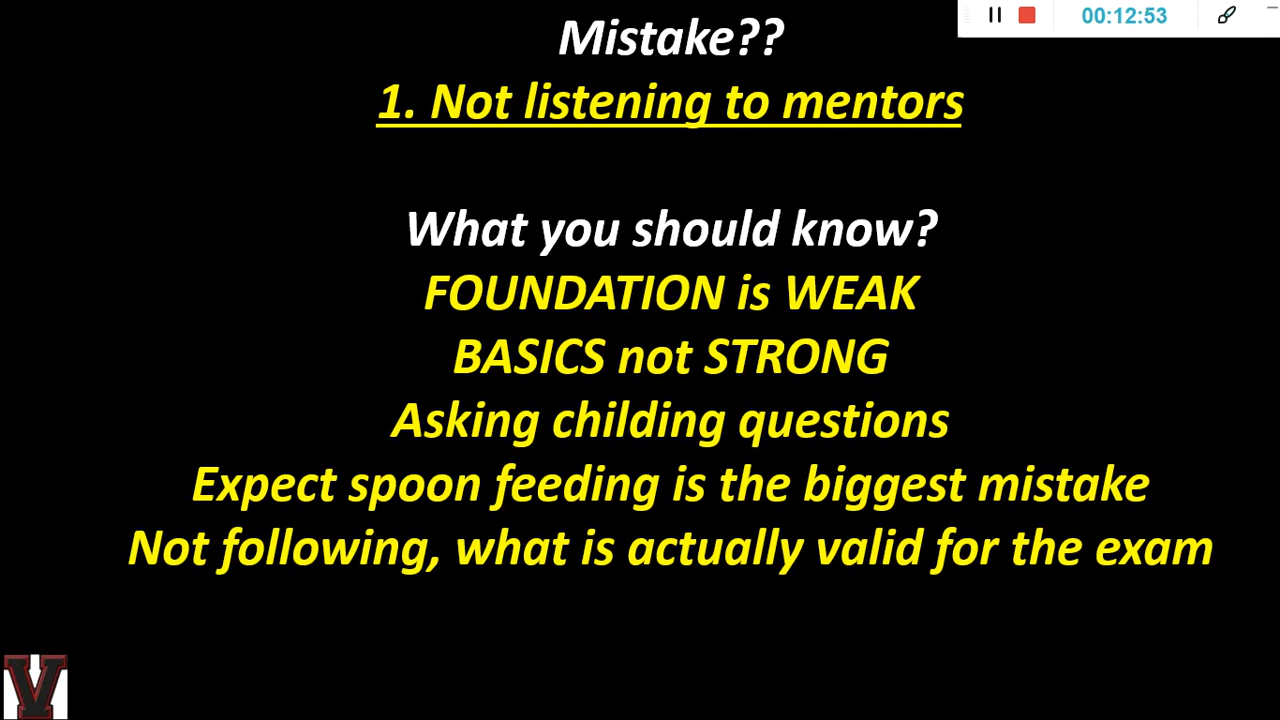 00:12:53
Mistake??
1. Not listening to mentors
What you should know?
FOUNDATION is WEAK
BASICS not STRONG
Asking childing questions
Expect spoon feeding is the biggest mistake
Not following, what is actually valid for the exam
V